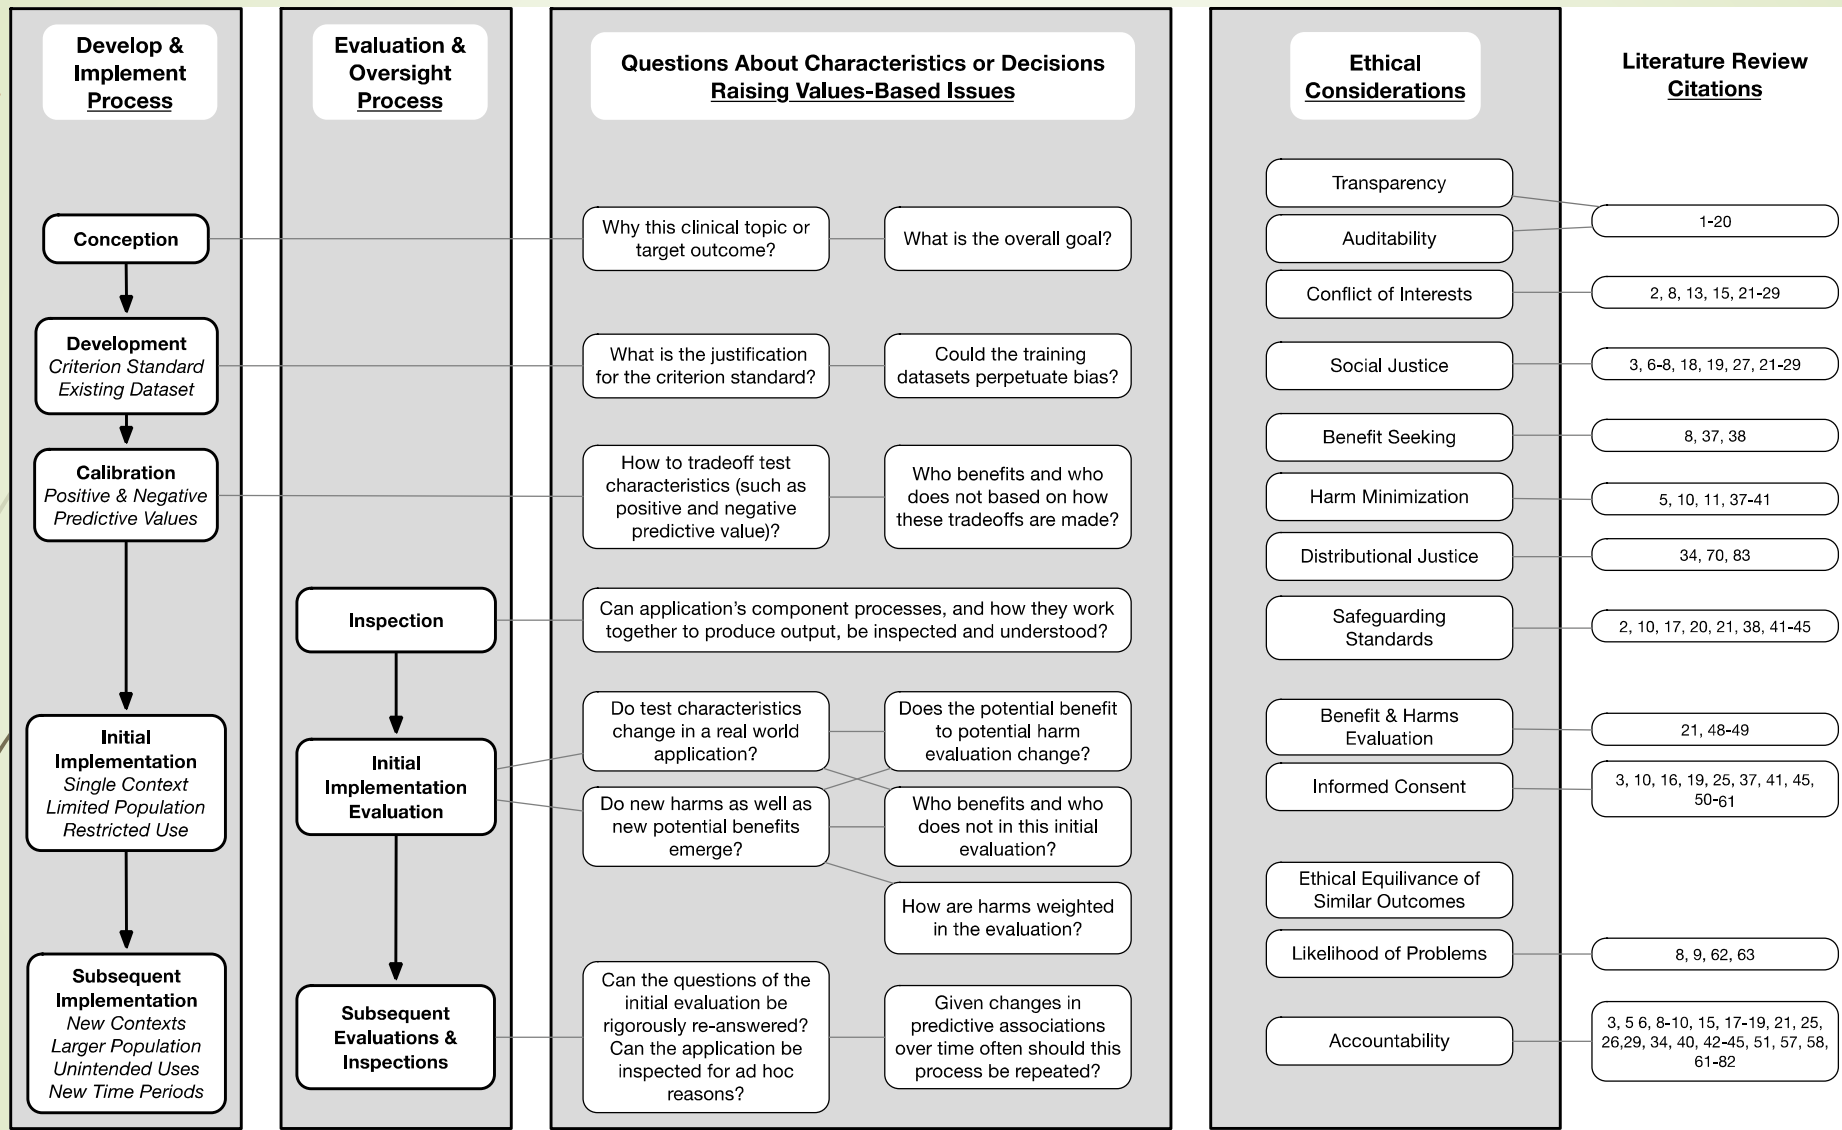 Develop &
Implement
Process
Evaluation &
Oversight
Process
Questions About Characteristics or Decisions
Raising Values-Based Issues
Ethical
Considerations
Literature Review
Citations
Conception
Development
Criterion Standard
Existing Dataset
Calibration
Positive & Negative
Predictive Values
Initial
Implementation
Single Context
Limited Population
Restricted Use
Subsequent
Implementation
New Contexts
Larger Population
Unintended Uses
New Time Periods
Inspection
Initial
Implementation
Evaluation
Subsequent
Evaluations &
Inspections
Why this clinical topic or
target outcome?
What is the overall goal?
What is the justification
for the criterion standard?
Could the training
datasets perpetuate bias?
How to tradeoff test
characteristics (such as
positive and negative
predictive value)?
Who benefits and who
does not based on how
these tradeoffs are made?
Can application's component processes, and how they work
together to produce output, be inspected and understood?
Do test characteristics
change in a real world
application?
Does the potential benefit
to potential harm
evaluation change?
Do new harms as well as
new potential benefits
emerge?
Who benefits and who
does not in this initial
evaluation?
How are harms weighted
in the evaluation?
Can the questions of the
initial evaluation be
rigorously re-answered?
Can the application be
inspected for ad hoc
reasons?
Given changes in
predictive associations
over time often should this
process be repeated?
Transparency
Auditability
1-20
Conflict of Interests
2, 8, 13, 15, 21-29
Social Justice
3, 6-8, 18, 19, 27, 21-29
Benefit Seeking
8, 37, 38
Harm Minimization
5, 10, 11, 37-41
Distributional Justice
34, 70, 83
Safeguarding
Standards
2, 10, 17, 20, 21, 38, 41-45
Benefit & Harms
Evaluation
21, 48-49
Informed Consent
3, 10, 16, 19, 25, 37, 41, 45,
50-61
Ethical Equilivance of
Similar Outcomes
Likelihood of Problems
8, 9, 62, 63
Accountability
3, 5 6, 8-10, 15, 17-19, 21, 25,
26,29, 34, 40, 42-45, 51, 57, 58,
61-82